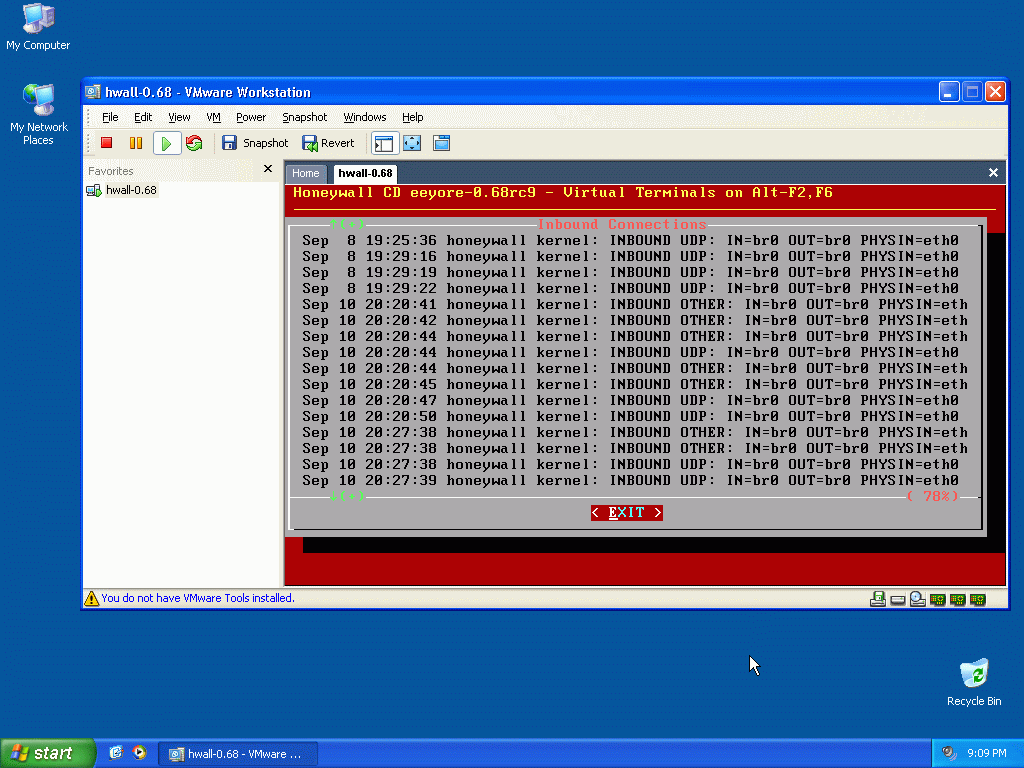 My Computer
My Network
Places
hwall-0.68 - VMware Workstation
File Edit View VM Power Snapshot Windows Help
Snapshot Revert
Favorites
hwall-0.68
Home hwall-0.68
Honeywall CD eeyore-0.68rc9 - Virtual Terminals on Alt-F2,F6
Inbound Connections
Sep  8 19:25:36 honeywall kernel: INBOUND UDP: IN=br0 OUT=br0 PHYSIN=eth0
Sep  8 19:29:16 honeywall kernel: INBOUND UDP: IN=br0 OUT=br0 PHYSIN=eth0
Sep  8 19:29:19 honeywall kernel: INBOUND UDP: IN=br0 OUT=br0 PHYSIN=eth0
Sep  8 19:29:22 honeywall kernel: INBOUND UDP: IN=br0 OUT=br0 PHYSIN=eth0
Sep 10 20:20:41 honeywall kernel: INBOUND OTHER: IN=br0 OUT=br0 PHYSIN=eth
Sep 10 20:20:42 honeywall kernel: INBOUND OTHER: IN=br0 OUT=br0 PHYSIN=eth
Sep 10 20:20:44 honeywall kernel: INBOUND OTHER: IN=br0 OUT=br0 PHYSIN=eth
Sep 10 20:20:44 honeywall kernel: INBOUND UDP: IN=br0 OUT=br0 PHYSIN=eth0
Sep 10 20:20:44 honeywall kernel: INBOUND OTHER: IN=br0 OUT=br0 PHYSIN=eth
Sep 10 20:20:45 honeywall kernel: INBOUND OTHER: IN=br0 OUT=br0 PHYSIN=eth
Sep 10 20:20:47 honeywall kernel: INBOUND UDP: IN=br0 OUT=br0 PHYSIN=eth0
Sep 10 20:20:50 honeywall kernel: INBOUND UDP: IN=br0 OUT=br0 PHYSIN=eth0
Sep 10 20:27:38 honeywall kernel: INBOUND OTHER: IN=br0 OUT=br0 PHYSIN=eth
Sep 10 20:27:38 honeywall kernel: INBOUND OTHER: IN=br0 OUT=br0 PHYSIN=eth
Sep 10 20:27:38 honeywall kernel: INBOUND UDP: IN=br0 OUT=br0 PHYSIN=eth0
Sep 10 20:27:39 honeywall kernel: INBOUND UDP: IN=br0 OUT=br0 PHYSIN=eth0
( 78%)
< EXIT >
You do not have VMware Tools installed.
Recycle Bin
start hwall-0.68 - VMware ... 9:09 PM